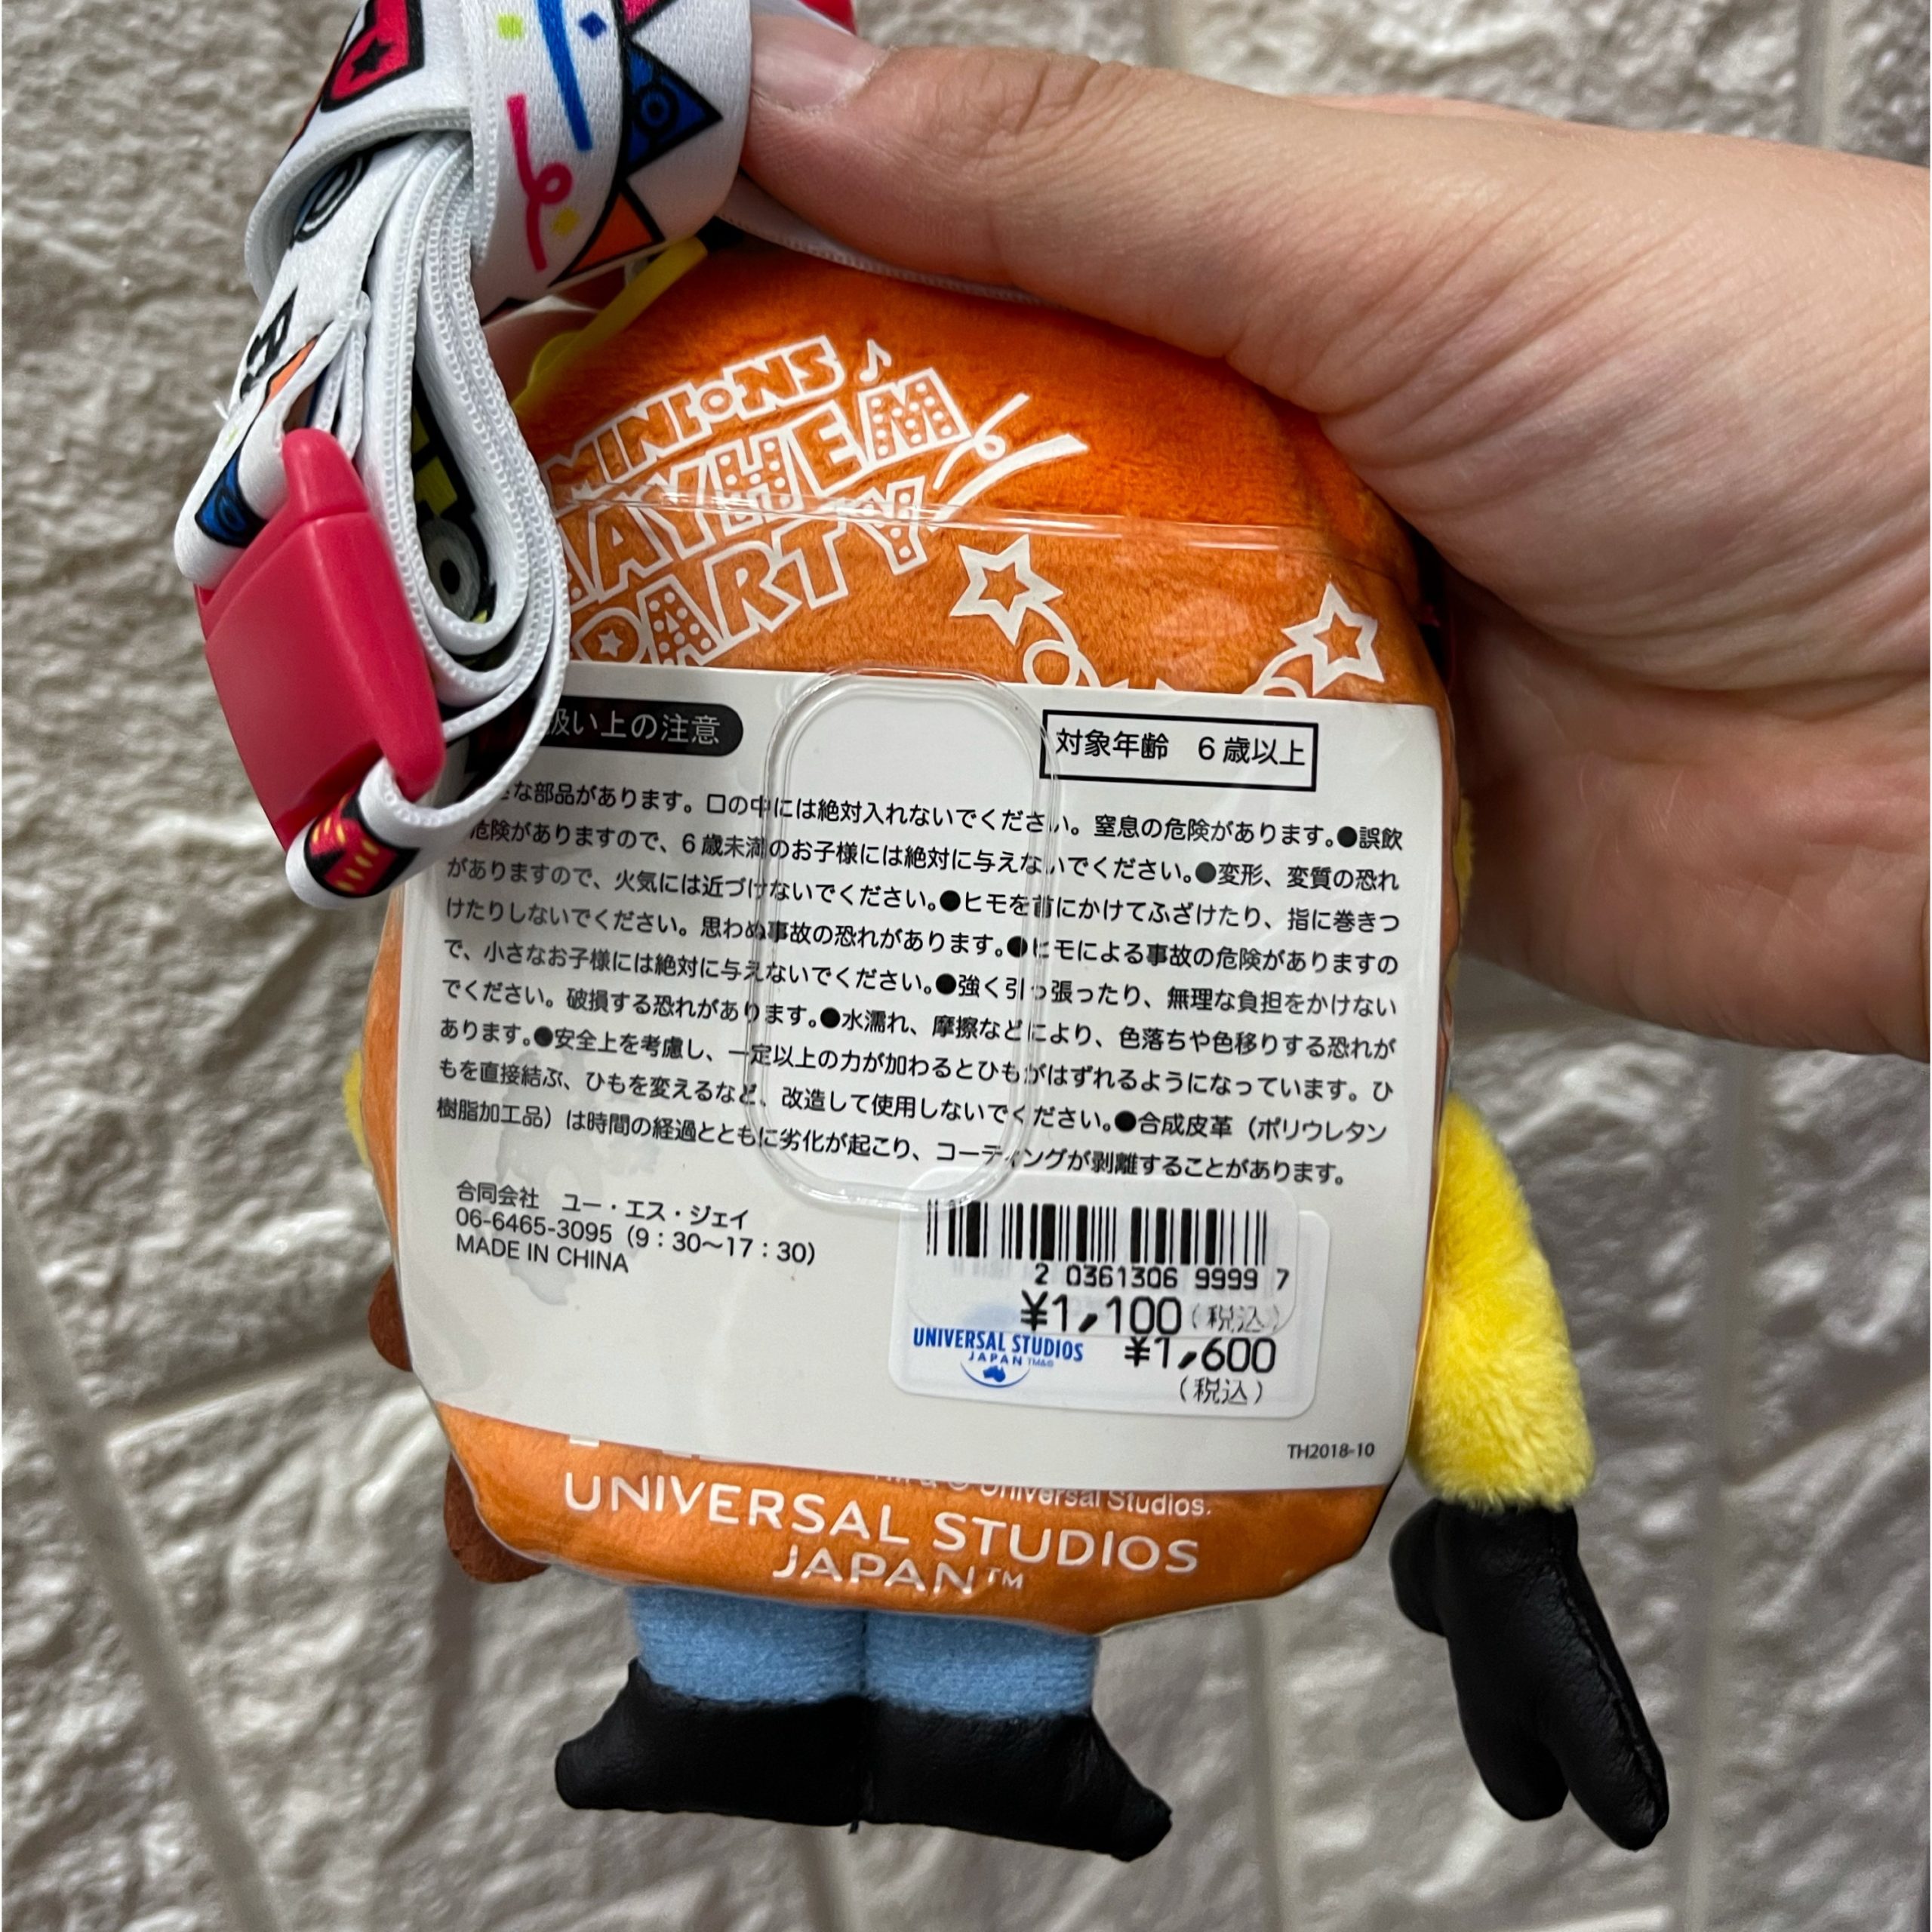 MINIONS
MAYHEM
PARTY
扱い上の注意
対象年齢 6歳以上
な部品があります。口の中には絶対入れないでください。窒息の危険があります。●誤飲
危険がありますので、6歳未満のお子様には絶対に与えないでください。●変形、変質の恐れ
がありますので、火気には近づけないでください。●ヒモを首にかけてふざけたり、指に巻きつ
けたりしないでください。思わぬ事故の恐れがあります。●ヒモによる事故の危険がありますの
で、小さなお子様には絶対に与えないでください。●強く引っ張ったり、無理な負担をかけない
でください。破損する恐れがあります。●水濡れ、摩擦などにより、色落ちや色移りする恐れが
あります。●安全上を考慮し、一定以上の力が加わるとひもがはずれるようになっています。ひ
もを直接結ぶ、ひもを変えるなど、改造して使用しないでください。●合成皮革（ポリウレタン
樹脂加工品）は時間の経過とともに劣化が起こり、コーティングが剥離することがあります。
合同会社 ユー・エス・ジェイ
06-6465-3095（9：30〜17：30）
MADE IN CHINA
2 0361306 9999 7
¥1,100（税込）
UNIVERSAL STUDIOS
JAPAN TM&©
¥1,600
（税込）
TH2018-10
© Universal Studios.
UNIVERSAL STUDIOS
JAPAN™